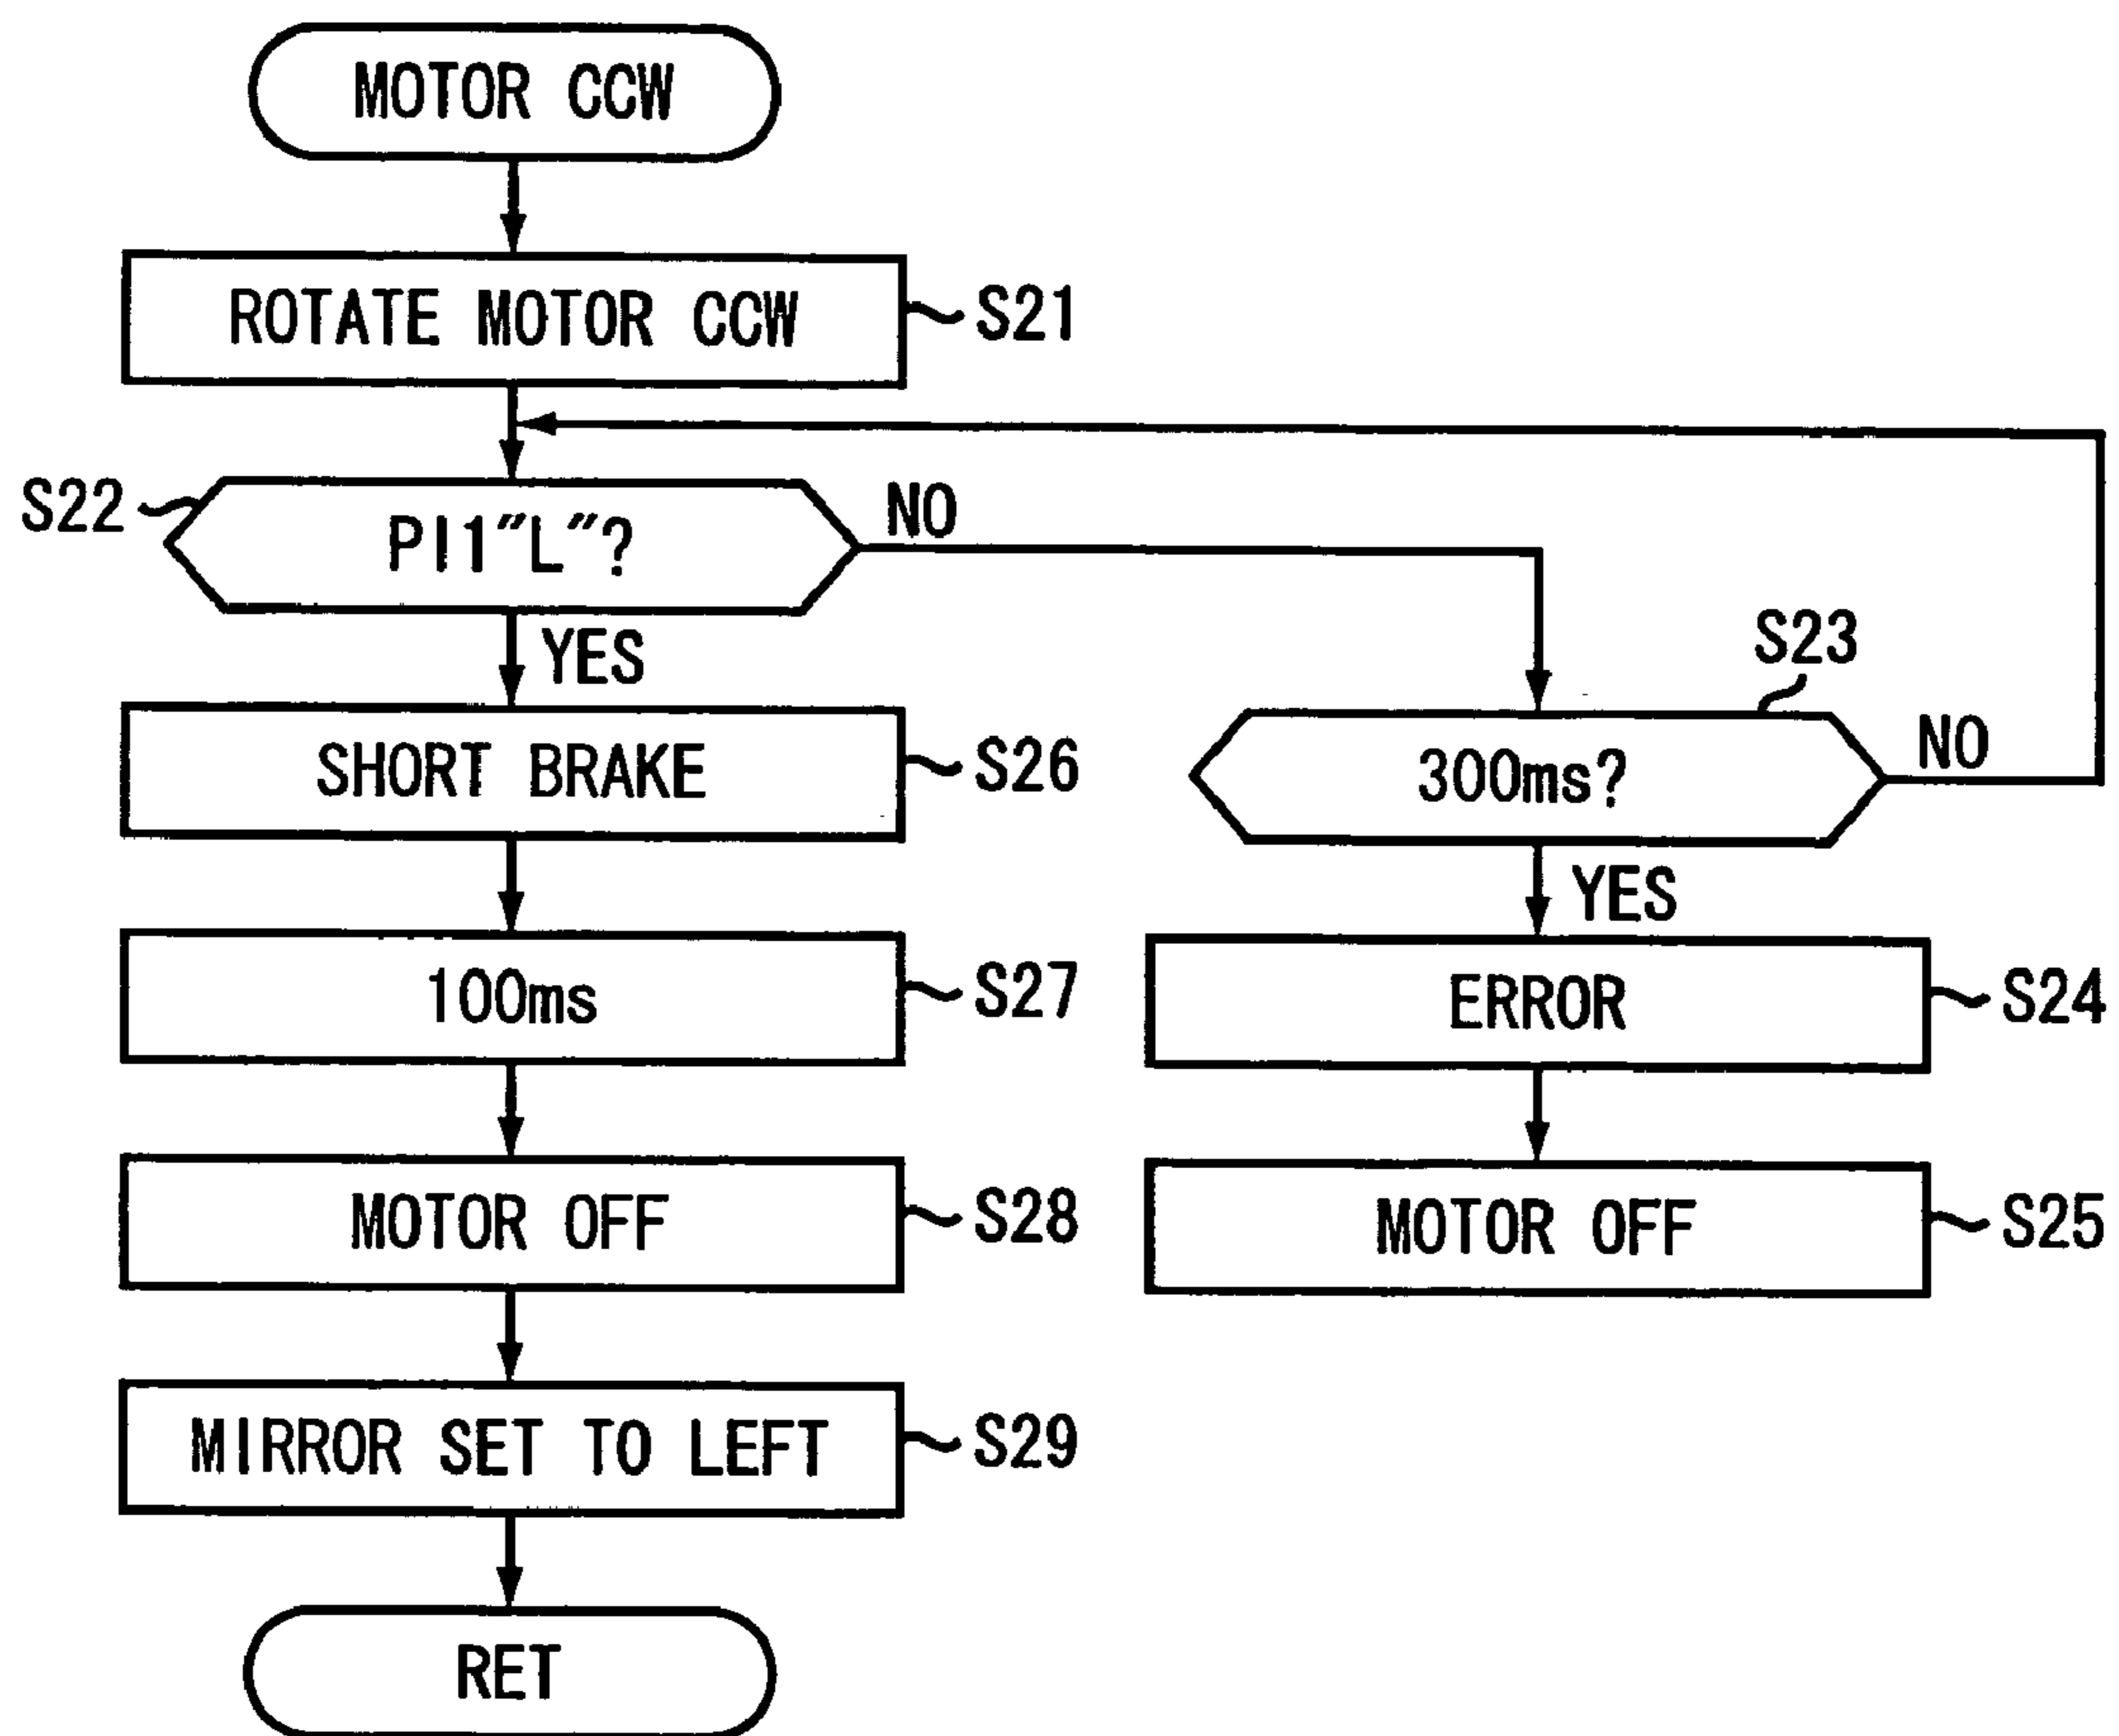 MOTOR CCW
ROTATE MOTOR CCW
S21
S22
PI1"L"?
NO
YES
S23
300ms?
NO
YES
SHORT BRAKE
S26
100ms
S27
ERROR
S24
MOTOR OFF
S28
MOTOR OFF
S25
MIRROR SET TO LEFT
S29
RET